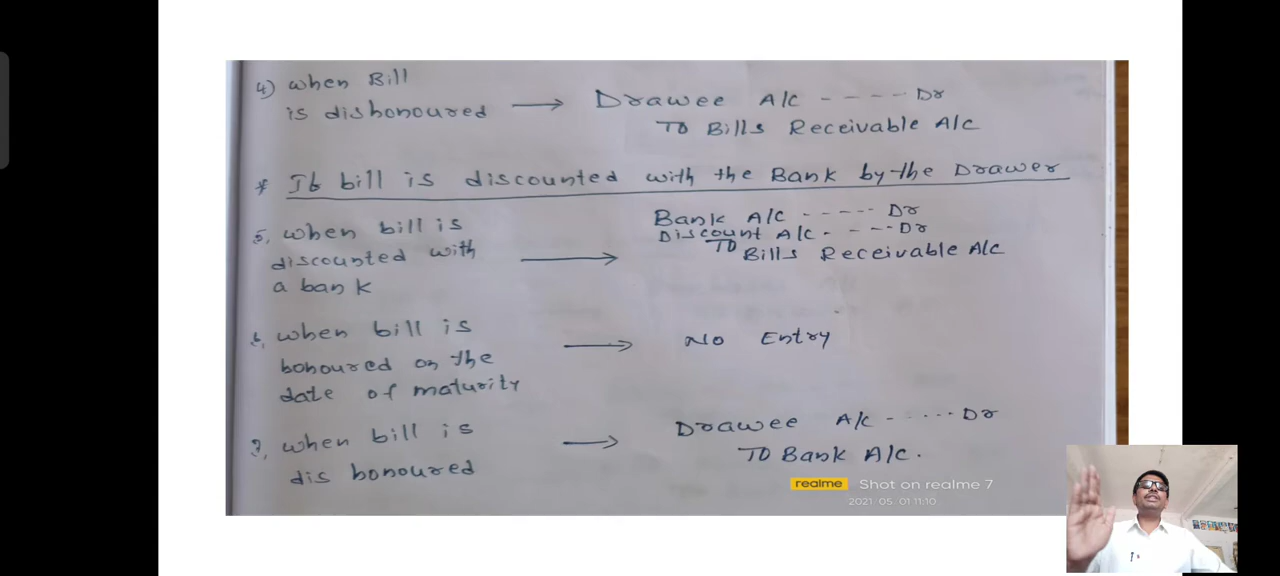 4) when Bill
is dishonoured → Drawee A/c ---- Dr
To Bills Receivable A/c
* If bill is discounted with the Bank by the Drawer
5, when bill is
discounted with
a bank →
Bank A/c ----- Dr
Discount A/c ---- Dr
To
Bills Receivable A/c
6, when bill is
honoured on the
date of maturity → No Entry
7, when bill is
dis honoured →
Drawee A/c ...... Dr
To Bank A/c.
realme Shot on realme 7
2021.05.01 11:10